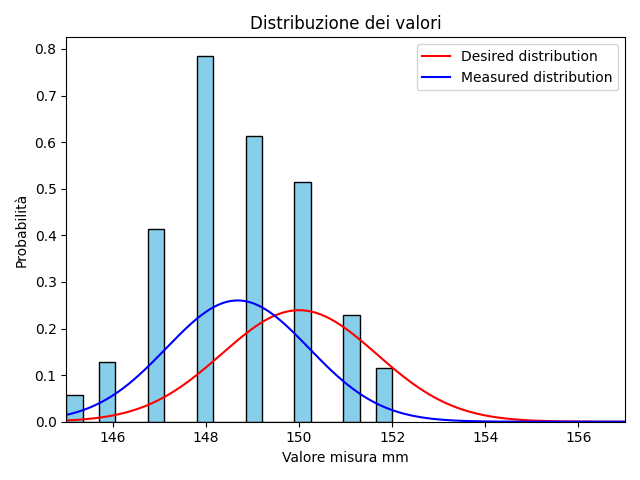 Distribuzione dei valori
Desired distribution
Measured distribution
Probabilità
0.8
0.7
0.6
0.5
0.4
0.3
0.2
0.1
0.0
146 148 150 152 154 156
Valore misura mm